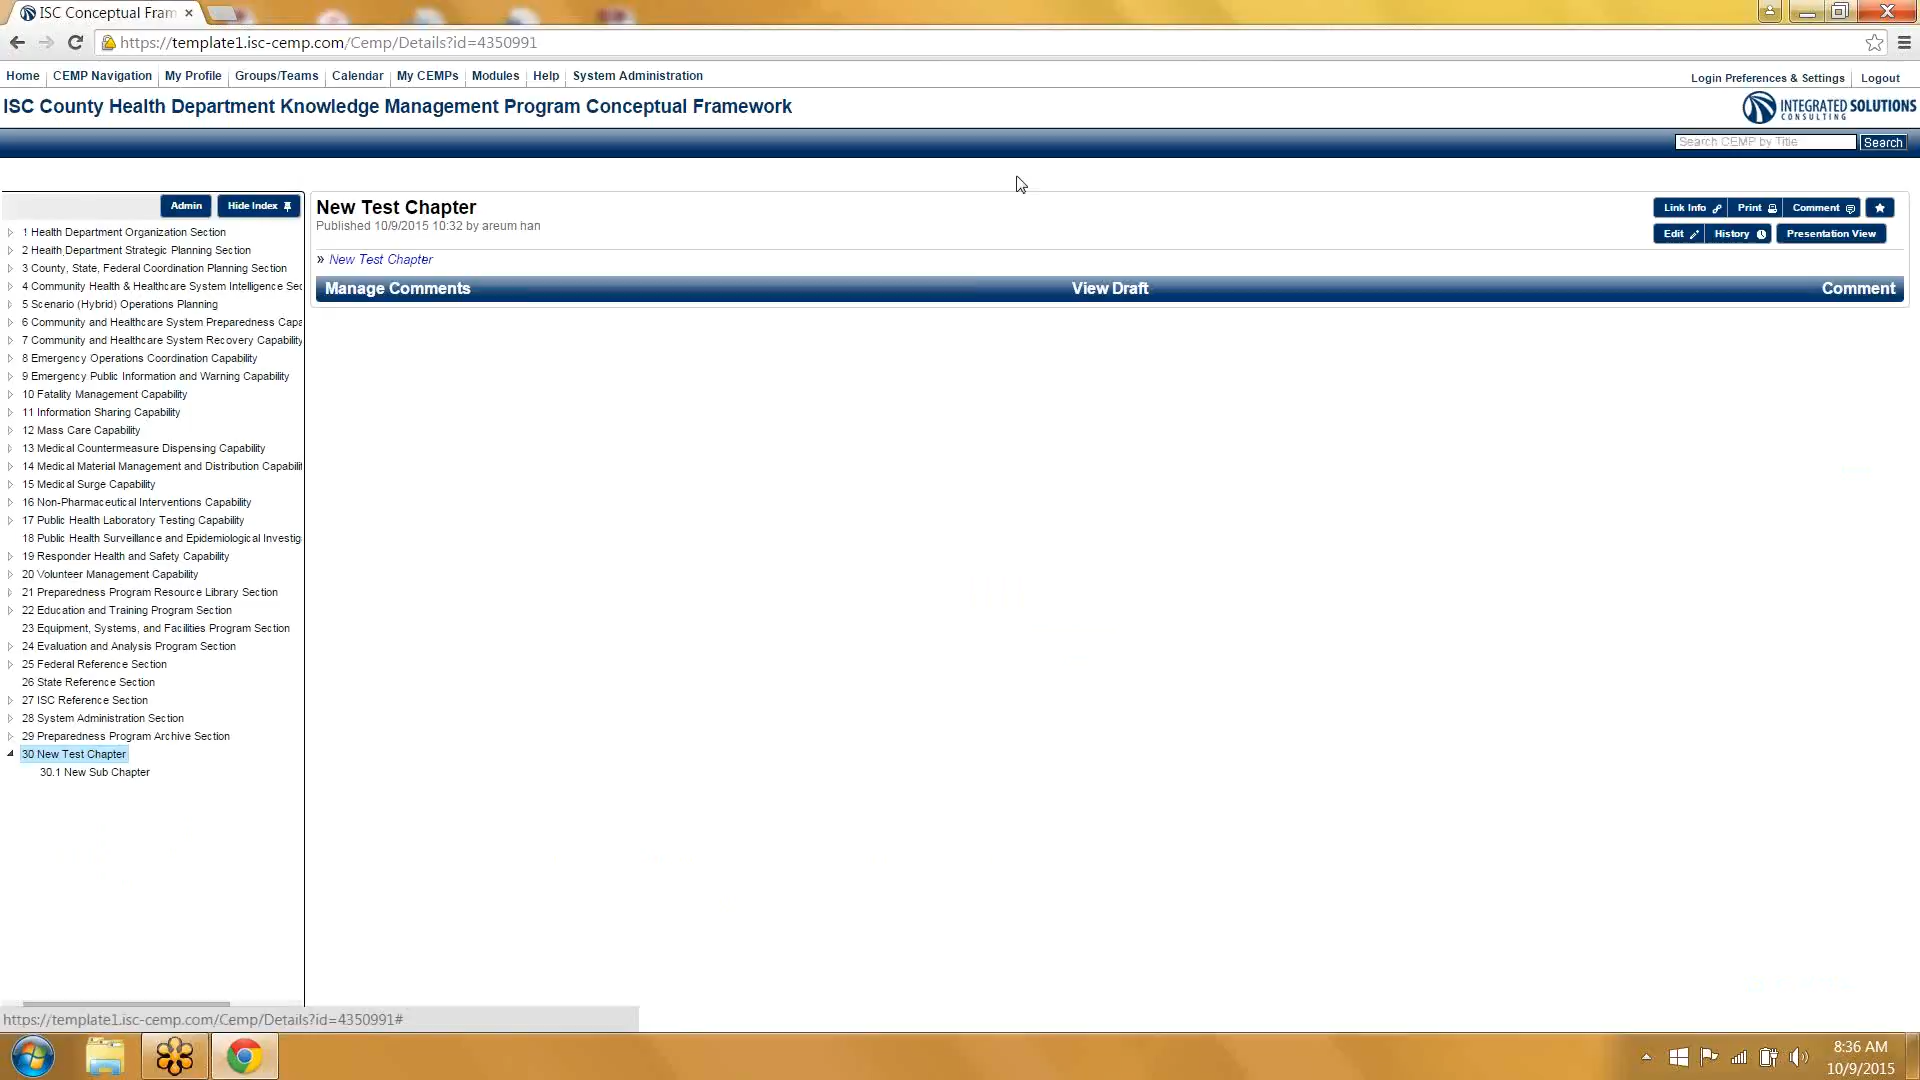 ISC Conceptual Fram
https://template1.isc-cemp.com/Cemp/Details?id=4350991
Home CEMP Navigation My Profile Groups/Teams Calendar My CEMPs Modules Help System Administration
Login Preferences & Settings Logout
ISC County Health Department Knowledge Management Program Conceptual Framework
INTEGRATED SOLUTIONS
CONSULTING
Search CEMP by Title Search
Admin Hide Index
New Test Chapter
Link Info Print Comment
Published 10/9/2015 10:32 by areum han
Edit History Presentation View
» New Test Chapter
Manage Comments View Draft Comment
1 Health Department Organization Section
2 Health Department Strategic Planning Section
3 County, State, Federal Coordination Planning Section
4 Community Health & Healthcare System Intelligence Sec
5 Scenario (Hybrid) Operations Planning
6 Community and Healthcare System Preparedness Capa
7 Community and Healthcare System Recovery Capability
8 Emergency Operations Coordination Capability
9 Emergency Public Information and Warning Capability
10 Fatality Management Capability
11 Information Sharing Capability
12 Mass Care Capability
13 Medical Countermeasure Dispensing Capability
14 Medical Material Management and Distribution Capabilit
15 Medical Surge Capability
16 Non-Pharmaceutical Interventions Capability
17 Public Health Laboratory Testing Capability
18 Public Health Surveillance and Epidemiological Investig
19 Responder Health and Safety Capability
20 Volunteer Management Capability
21 Preparedness Program Resource Library Section
22 Education and Training Program Section
23 Equipment, Systems, and Facilities Program Section
24 Evaluation and Analysis Program Section
25 Federal Reference Section
26 State Reference Section
27 ISC Reference Section
28 System Administration Section
29 Preparedness Program Archive Section
30 New Test Chapter
30.1 New Sub Chapter
https://template1.isc-cemp.com/Cemp/Details?id=4350991#
8:36 AM
10/9/2015